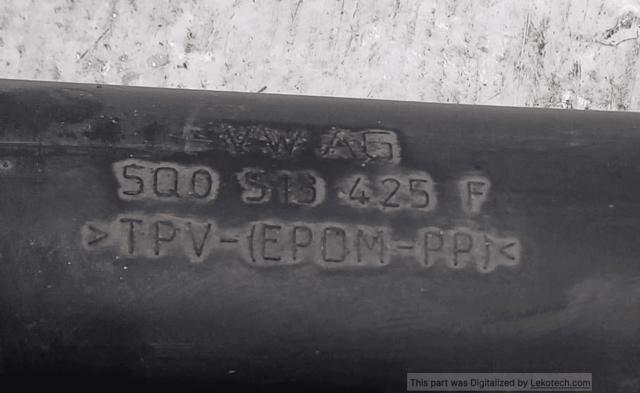 VW AG
5Q0 513 425 F
>TPV-(EPDM-PP)<
This part was Digitalized by Lekotech.com